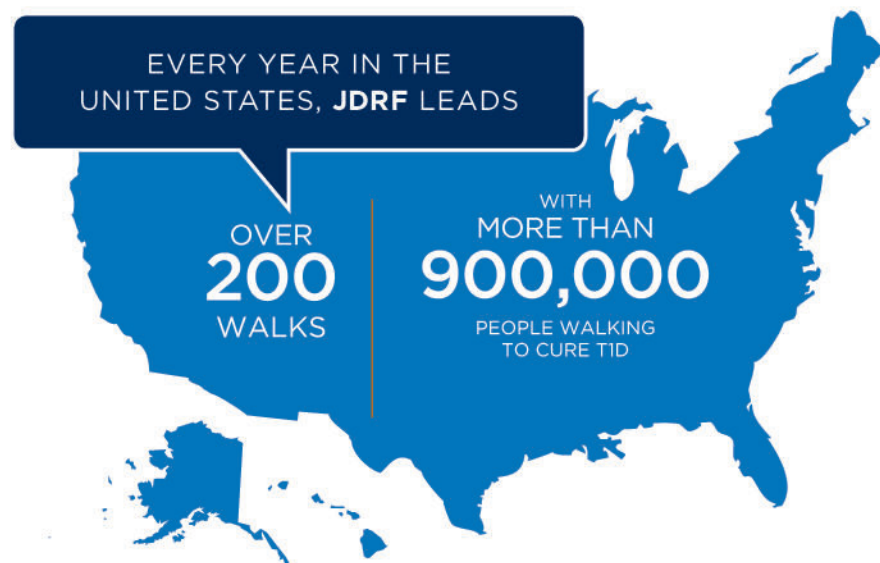 EVERY YEAR IN THE
UNITED STATES, JDRF LEADS
OVER
200
WALKS
WITH
MORE THAN
900,000
PEOPLE WALKING
TO CURE T1D